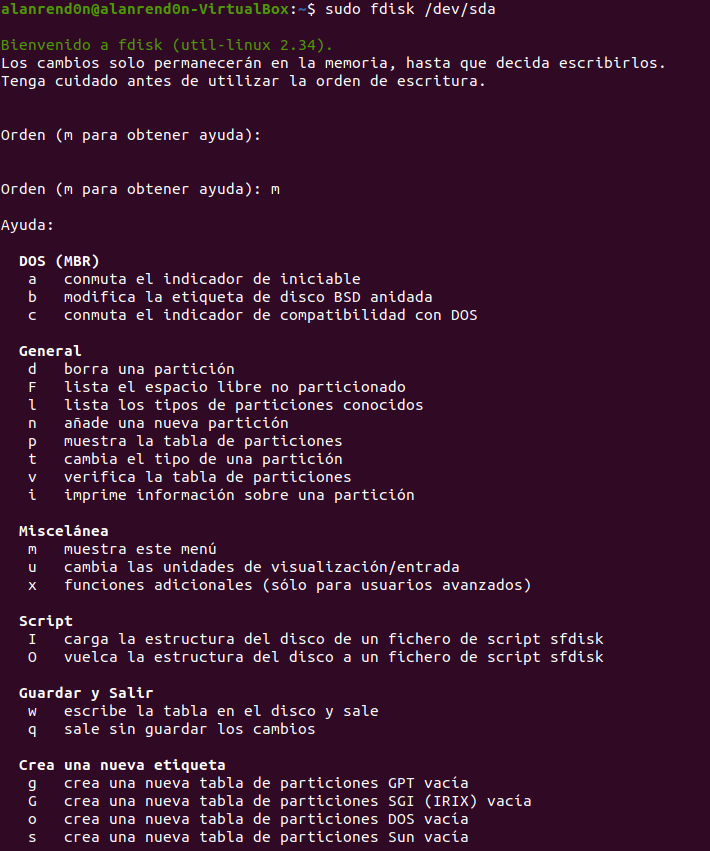 alanrend0n@alanrend0n-VirtualBox:~$ sudo fdisk /dev/sda
Bienvenido a fdisk (util-linux 2.34).
Los cambios solo permanecerán en la memoria, hasta que decida escribirlos.
Tenga cuidado antes de utilizar la orden de escritura.
Orden (m para obtener ayuda):
Orden (m para obtener ayuda): m
Ayuda:
DOS (MBR)
a   conmuta el indicador de iniciable
b   modifica la etiqueta de disco BSD anidada
c   conmuta el indicador de compatibilidad con DOS
General
d   borra una partición
F   lista el espacio libre no particionado
l   lista los tipos de particiones conocidos
n   añade una nueva partición
p   muestra la tabla de particiones
t   cambia el tipo de una partición
v   verifica la tabla de particiones
i   imprime información sobre una partición
Miscelánea
m   muestra este menú
u   cambia las unidades de visualización/entrada
x   funciones adicionales (sólo para usuarios avanzados)
Script
I   carga la estructura del disco de un fichero de script sfdisk
O   vuelca la estructura del disco a un fichero de script sfdisk
Guardar y Salir
w   escribe la tabla en el disco y sale
q   sale sin guardar los cambios
Crea una nueva etiqueta
g   crea una nueva tabla de particiones GPT vacía
G   crea una nueva tabla de particiones SGI (IRIX) vacía
o   crea una nueva tabla de particiones DOS vacía
s   crea una nueva tabla de particiones Sun vacía